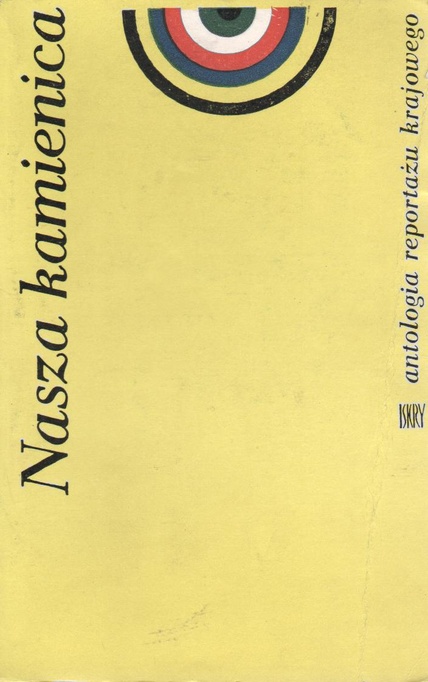 Nasza kamienica
antologia reportażu krajowego
ISKRY